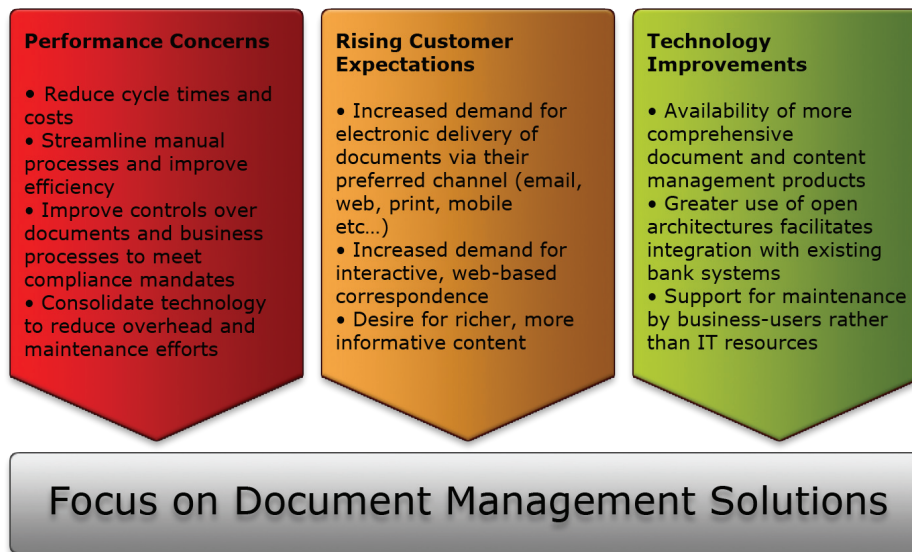 Performance Concerns
• Reduce cycle times and
costs
• Streamline manual
processes and improve
efficiency
• Improve controls over
documents and business
processes to meet
compliance mandates
• Consolidate technology
to reduce overhead and
maintenance efforts
Rising Customer
Expectations
• Increased demand for
electronic delivery of
documents via their
preferred channel (email,
web, print, mobile
etc...)
• Increased demand for
interactive, web-based
correspondence
• Desire for richer, more
informative content
Technology
Improvements
• Availability of more
comprehensive
document and content
management products
• Greater use of open
architectures facilitates
integration with existing
bank systems
• Support for maintenance
by business-users rather
than IT resources
Focus on Document Management Solutions